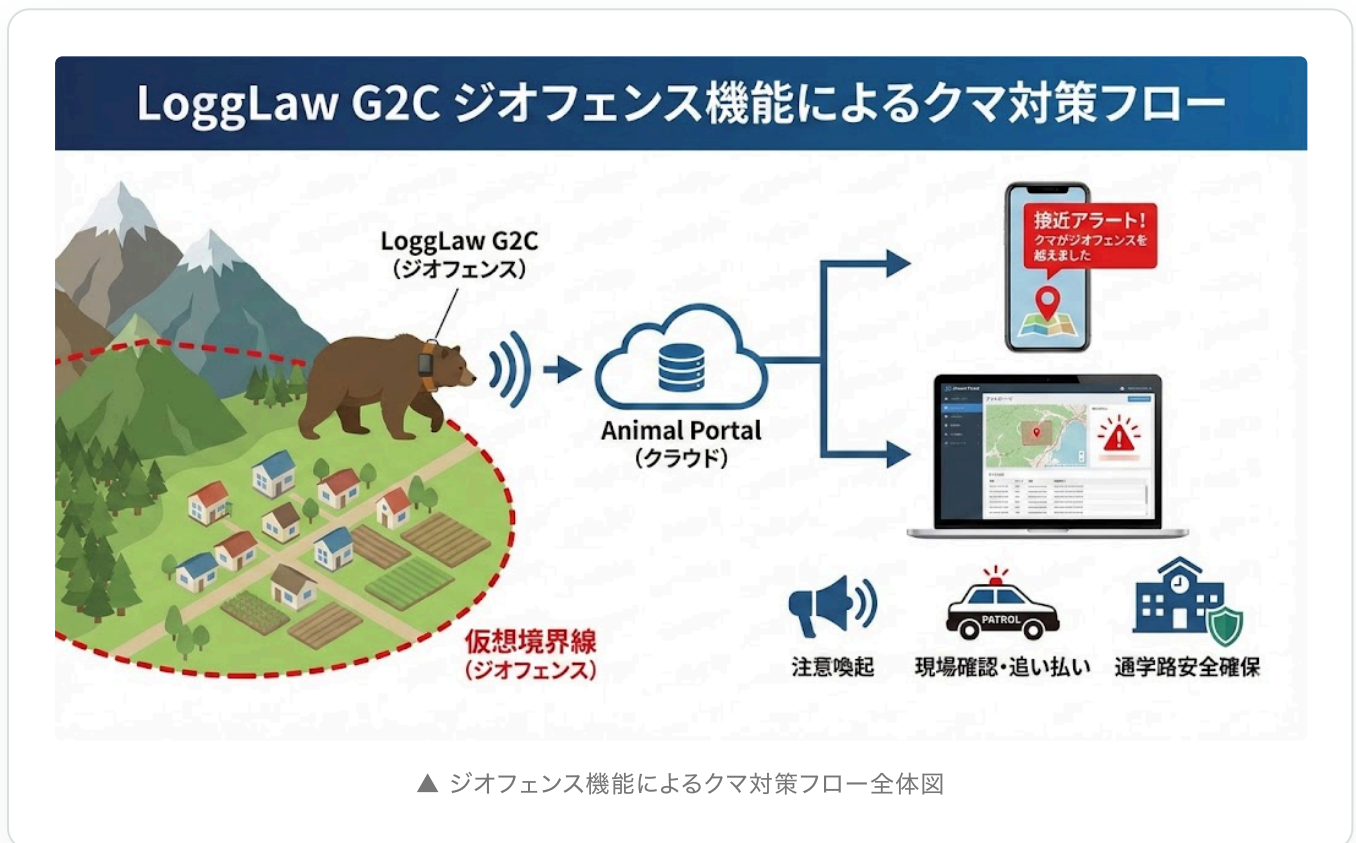 LoggLaw G2C ジオフェンス機能によるクマ対策フロー
LoggLaw G2C
（ジオフェンス）
接近アラート！
クマがジオフェンスを
越えました
Animal Portal
（クラウド）
仮想境界線
（ジオフェンス）
PATROL
注意喚起
現場確認・追い払い
通学路安全確保
▲ ジオフェンス機能によるクマ対策フロー全体図